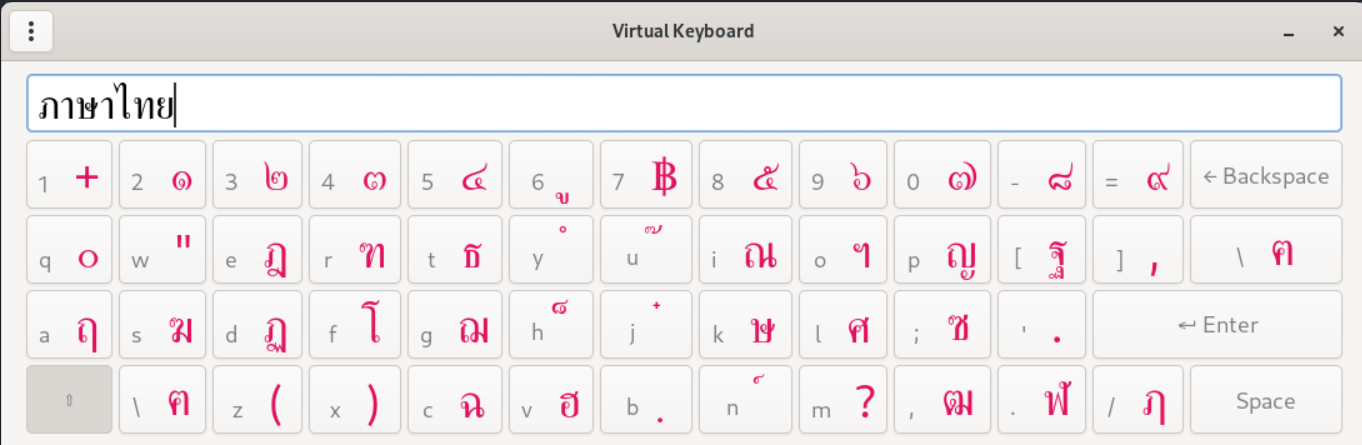 Virtual Keyboard
ภาษาไทย
1 + 2 ๑ 3 ๒ 4 ๓ 5 ๔ 6 ู 7 ฿ 8 ๕ 9 ๖ 0 ๗ - ๘ = ๙ ← Backspace
q ๐ w " e ฎ r ฑ t ธ y ํ u ๊ i ณ o ฯ p ญ [ ฐ ] , \ ฅ
a ฤ s ฆ d ฏ f โ g ฌ h ็ j ๋ k ษ l ศ ; ซ ' . ↵ Enter
⇧ \ ฅ z ( x ) c ฉ v ฮ b ฺ n ์ m ? , ฒ . ฬ / ฦ Space